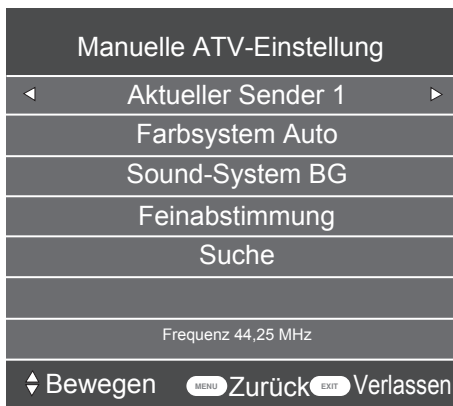 Manuelle ATV-Einstellung
Aktueller Sender 1
Farbsystem Auto
Sound-System BG
Feinabstimmung
Suche
Frequenz 44,25 MHz
Bewegen MENU Zurück EXIT Verlassen